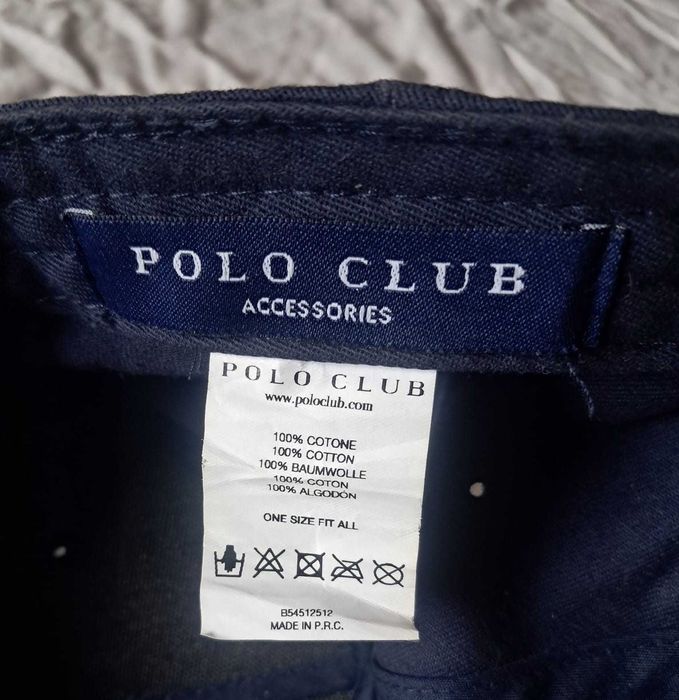 POLO CLUB
ACCESSORIES
POLO CLUB
www.poloclub.com
100% COTONE
100% COTTON
100% BAUMWOLLE
100% COTON
100% ALGODÓN
ONE SIZE FIT ALL
B54512512
MADE IN P.R.C.